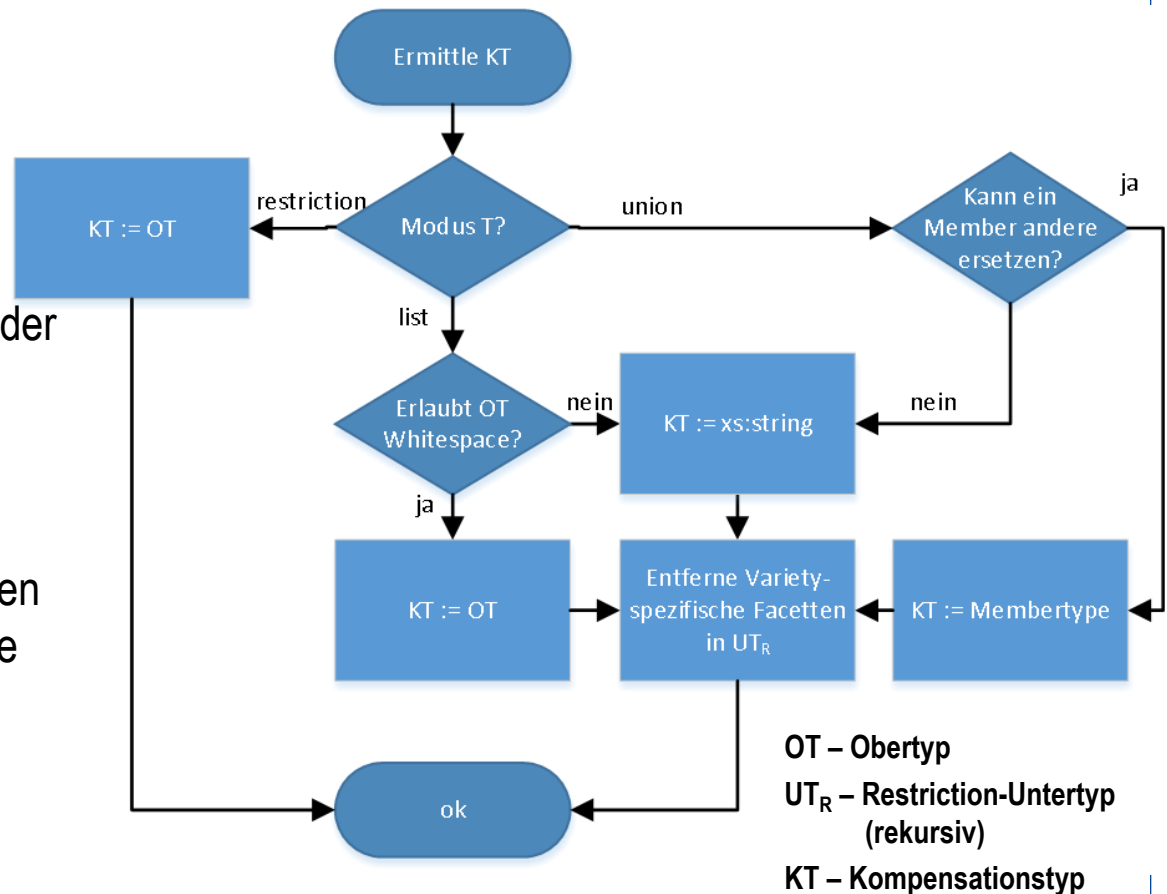 Ermittle KT
restriction
Modus T?
union
Kann ein
Member andere
ersetzen?
ja
KT := OT
der
list
Erlaubt OT
Whitespace?
nein
KT := xs:string
nein
ja
en
e
KT := OT
Entferne Variety-
spezifische Facetten
in UTR
KT := Membertype
ok
OT – Obertyp
UTR – Restriction-Untertyp
(rekursiv)
KT – Kompensationstyp